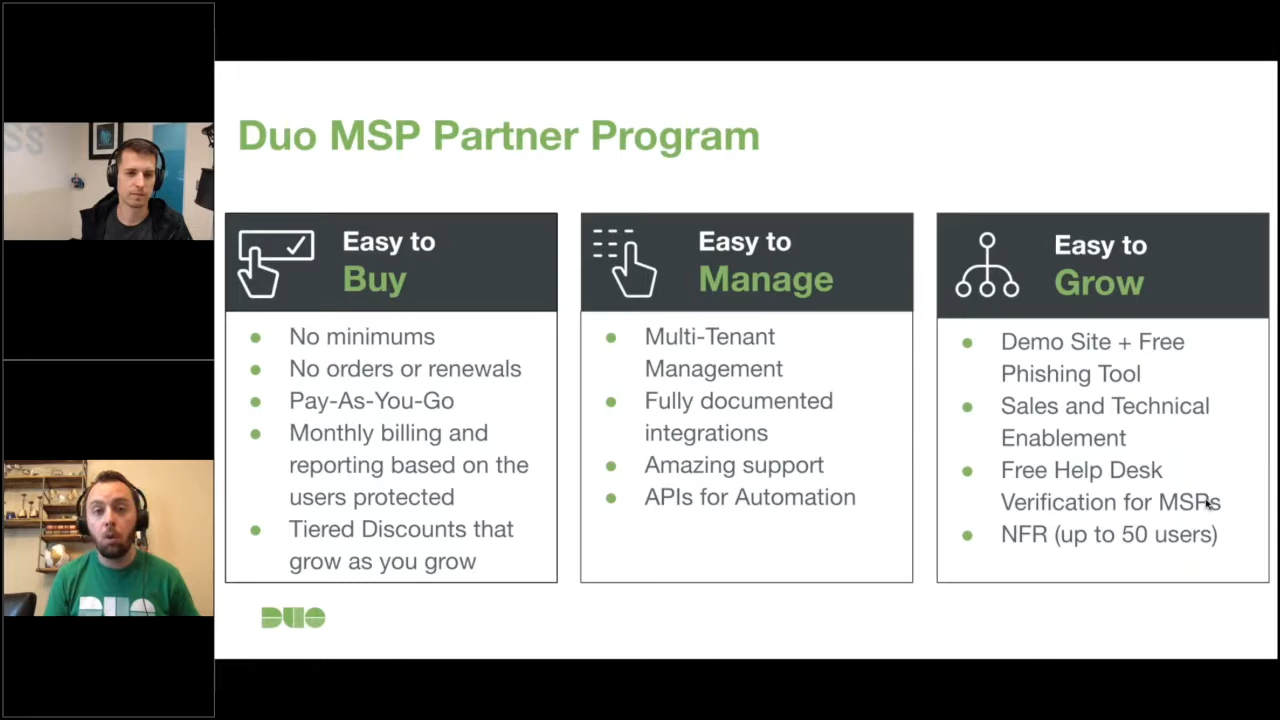 SS
Duo MSP Partner Program
Easy to
Buy
No minimums
No orders or renewals
Pay-As-You-Go
Monthly billing and
reporting based on the
users protected
Tiered Discounts that
grow as you grow
Easy to
Manage
Multi-Tenant
Management
Fully documented
integrations
Amazing support
APIs for Automation
Easy to
Grow
Demo Site + Free
Phishing Tool
Sales and Technical
Enablement
Free Help Desk
Verification for MSPs
NFR (up to 50 users)
DUO
DUO